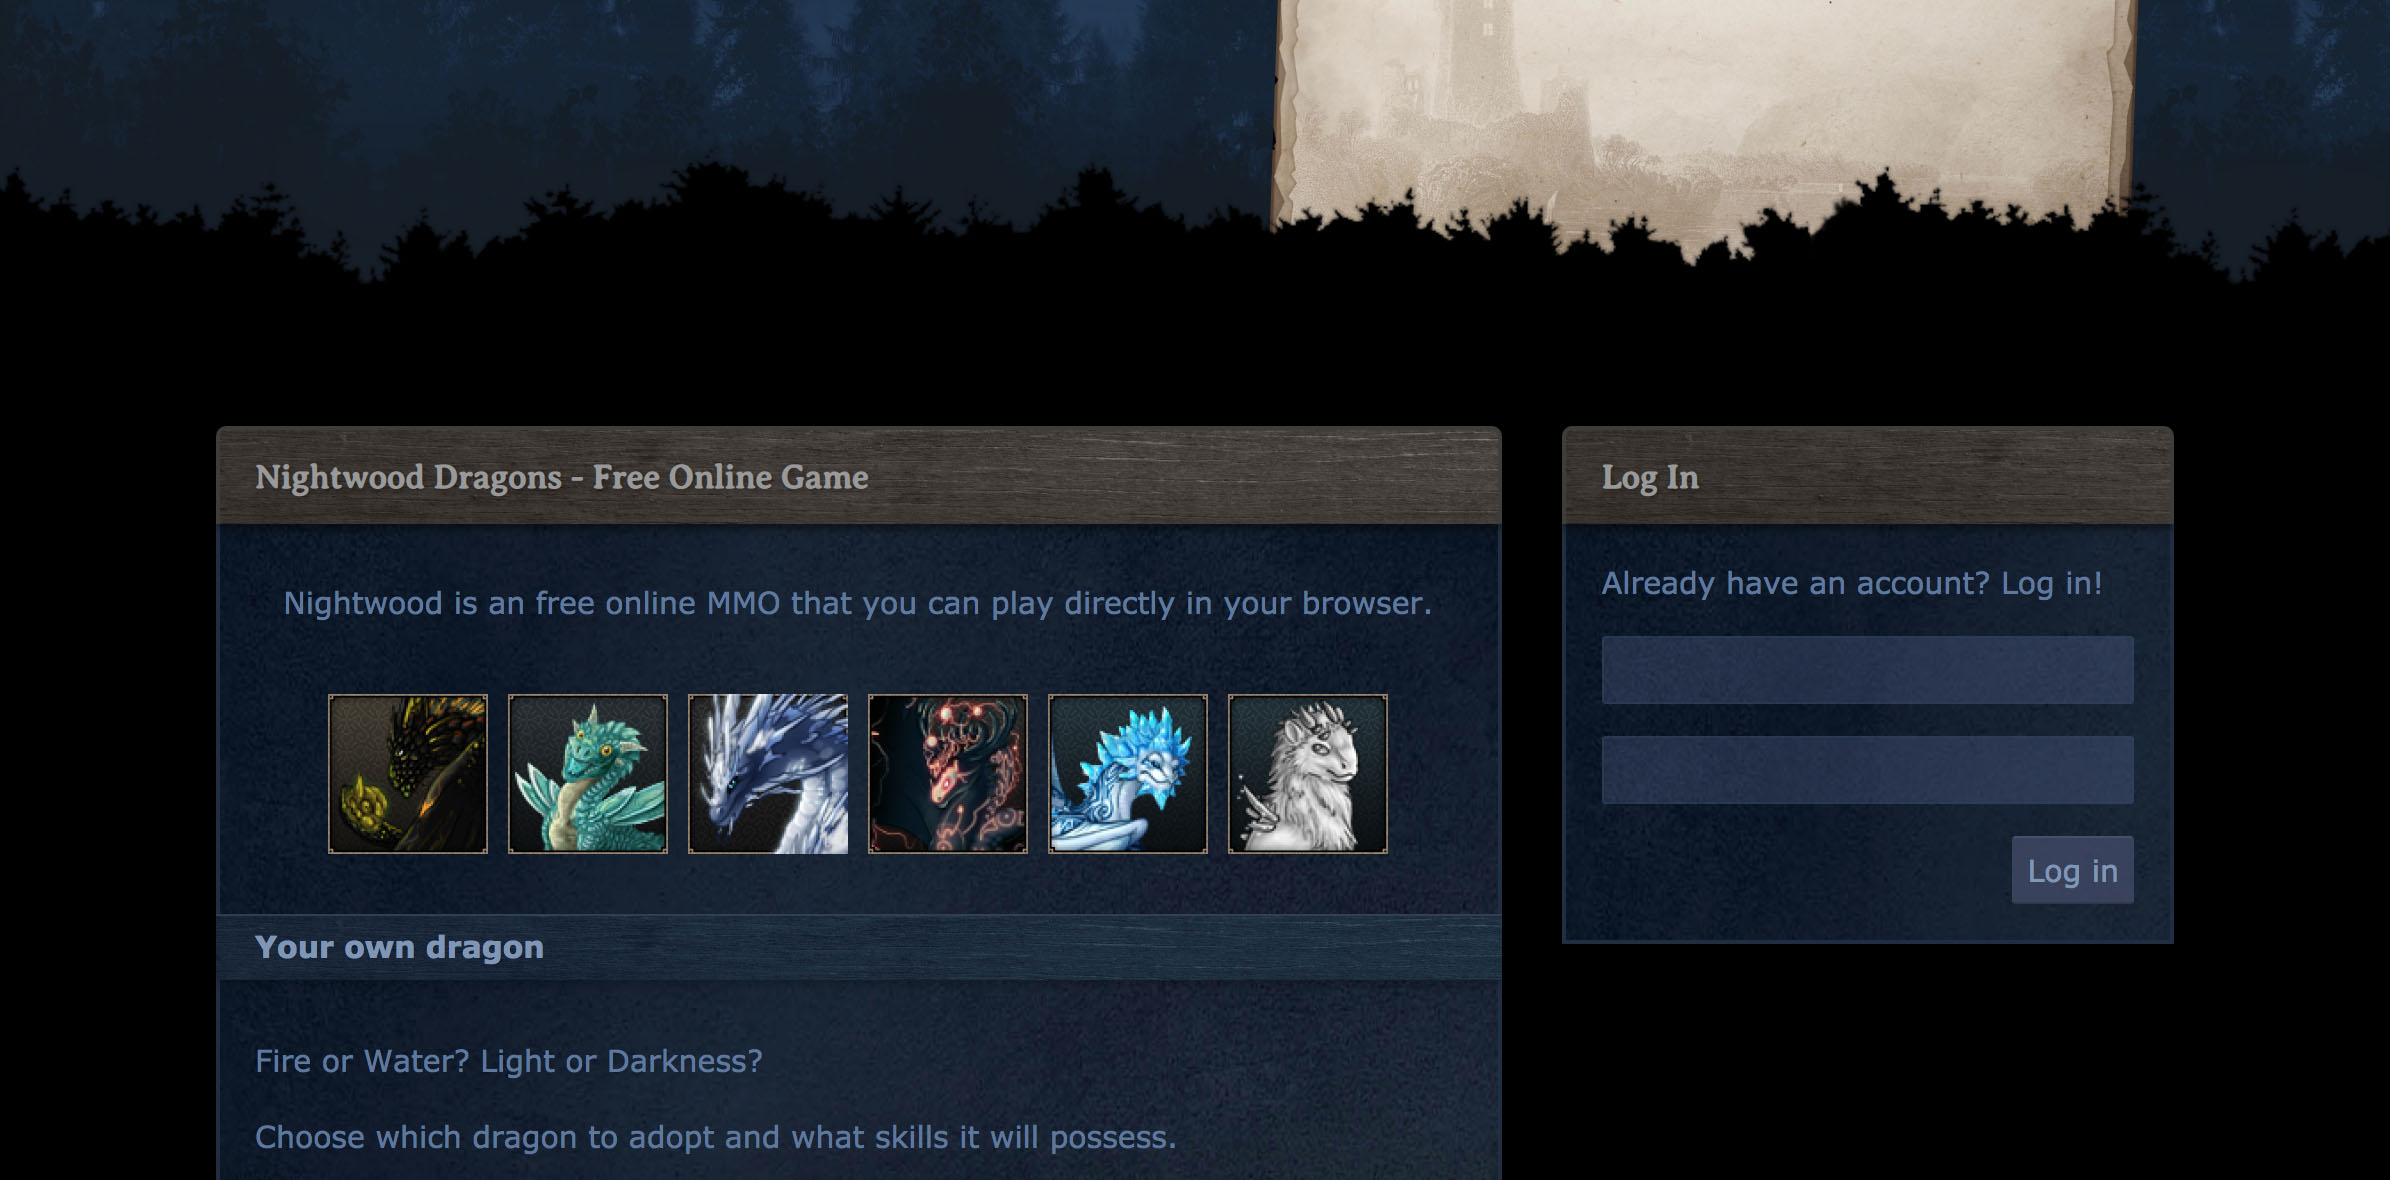 Nightwood Dragons - Free Online Game
Nightwood is an free online MMO that you can play directly in your browser.
Your own dragon
Fire or Water? Light or Darkness?
Choose which dragon to adopt and what skills it will possess.
Log In
Already have an account? Log in!
Log in